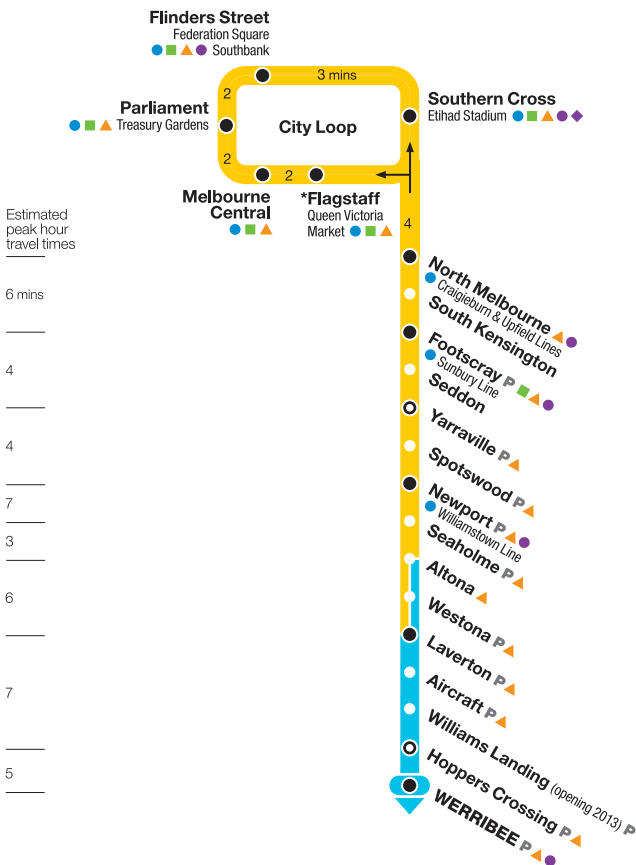 Flinders Street
Federation Square
Southbank
3 mins
2
Parliament
Treasury Gardens
City Loop
Southern Cross
Etihad Stadium
2
2
Melbourne
Central
*Flagstaff
Queen Victoria
Market
4
Estimated
peak hour
travel times
6 mins
4
4
7
3
6
7
5
North Melbourne
Craigieburn & Upfield Lines
South Kensington
Footscray P
Sunbury Line
Seddon
Yarraville P
Spotswood P
Newport P
Williamstown Line
Seaholme P
Altona
Westona P
Laverton P
Aircraft P
Williams Landing (opening 2013) P
Hoppers Crossing P
WERRIBEE P